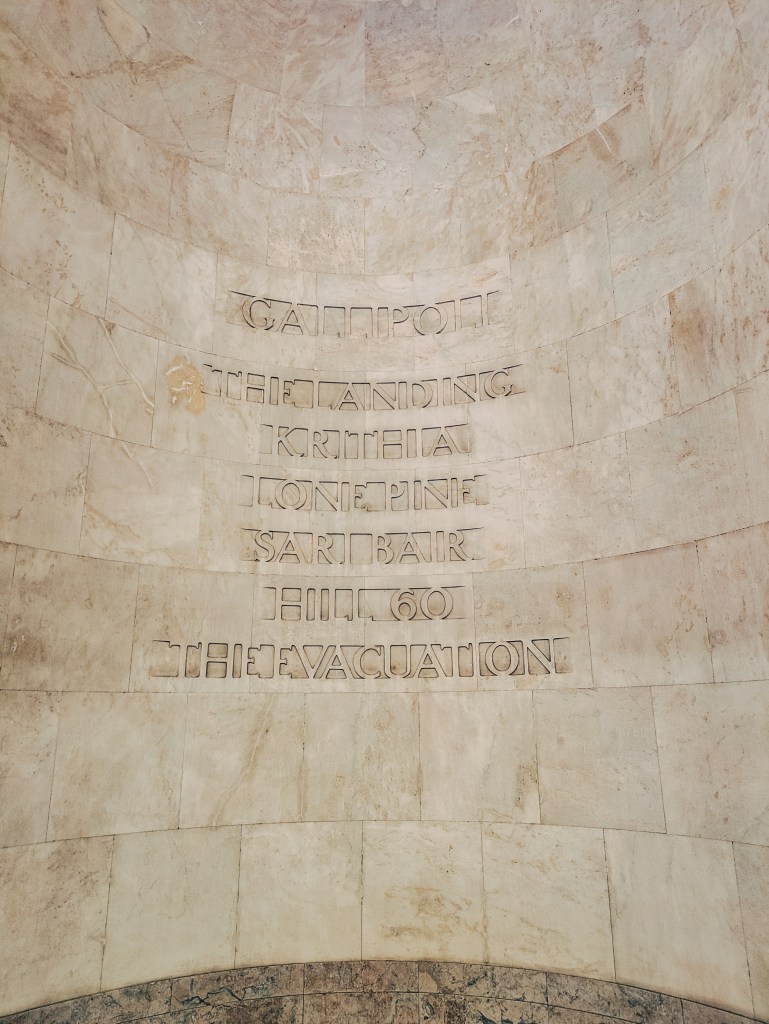 GALLIPOLI
THE LANDING
KRITHIA
LONE PINE
SARI BAIR
HILL 60
THE EVACUATION